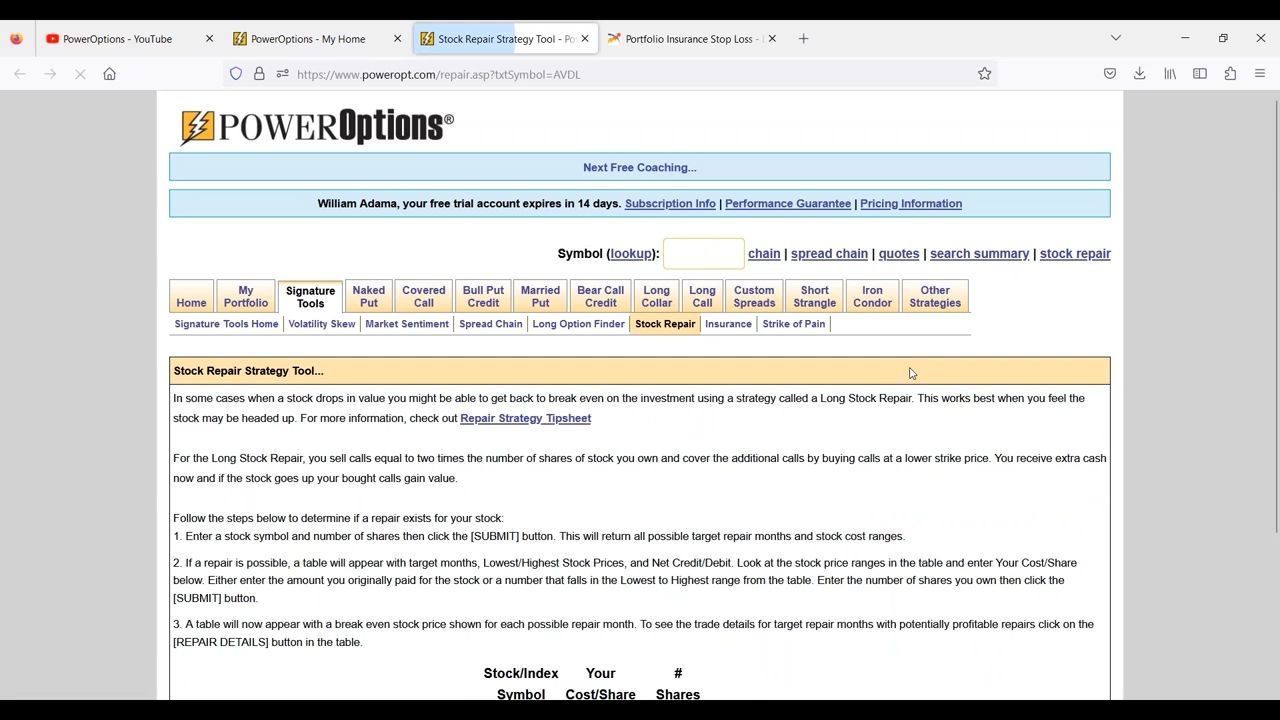 PowerOptions - YouTube
PowerOptions - My Home
Stock Repair Strategy Tool - Po
Portfolio Insurance Stop Loss -
https://www.poweropt.com/repair.asp?txtSymbol=AVDL
POWEROptions®
Next Free Coaching...
William Adama, your free trial account expires in 14 days. Subscription Info | Performance Guarantee | Pricing Information
Symbol (lookup): chain | spread chain | quotes | search summary | stock repair
Home
My Portfolio
Signature Tools
Naked Put
Covered Call
Bull Put Credit
Married Put
Bear Call Credit
Long Collar
Long Call
Custom Spreads
Short Strangle
Iron Condor
Other Strategies
Signature Tools Home | Volatility Skew | Market Sentiment | Spread Chain | Long Option Finder | Stock Repair | Insurance | Strike of Pain |
Stock Repair Strategy Tool...
In some cases when a stock drops in value you might be able to get back to break even on the investment using a strategy called a Long Stock Repair. This works best when you feel the
stock may be headed up. For more information, check out Repair Strategy Tipsheet
For the Long Stock Repair, you sell calls equal to two times the number of shares of stock you own and cover the additional calls by buying calls at a lower strike price. You receive extra cash
now and if the stock goes up your bought calls gain value.
Follow the steps below to determine if a repair exists for your stock:
1. Enter a stock symbol and number of shares then click the [SUBMIT] button. This will return all possible target repair months and stock cost ranges.
2. If a repair is possible, a table will appear with target months, Lowest/Highest Stock Prices, and Net Credit/Debit. Look at the stock price ranges in the table and enter Your Cost/Share
below. Either enter the amount you originally paid for the stock or a number that falls in the Lowest to Highest range from the table. Enter the number of shares you own then click the
[SUBMIT] button.
3. A table will now appear with a break even stock price shown for each possible repair month. To see the trade details for target repair months with potentially profitable repairs click on the
[REPAIR DETAILS] button in the table.
Stock/Index Your #
Symbol Cost/Share Shares